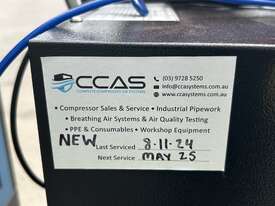 CCAS
COMPLETE COMPRESSED AIR SYSTEMS
(03) 9728 5250
info@ccasystems.com.au
www.ccasystems.com.au
• Compressor Sales & Service • Industrial Pipework
• Breathing Air Systems & Air Quality Testing
• PPE & Consumables • Workshop Equipment
NEW Last Serviced 8.11.24
Next Service MAY 25